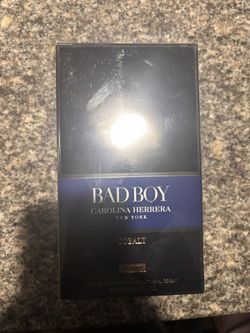 BAD BOY
CAROLINA HERRERA
NEW YORK
COBALT